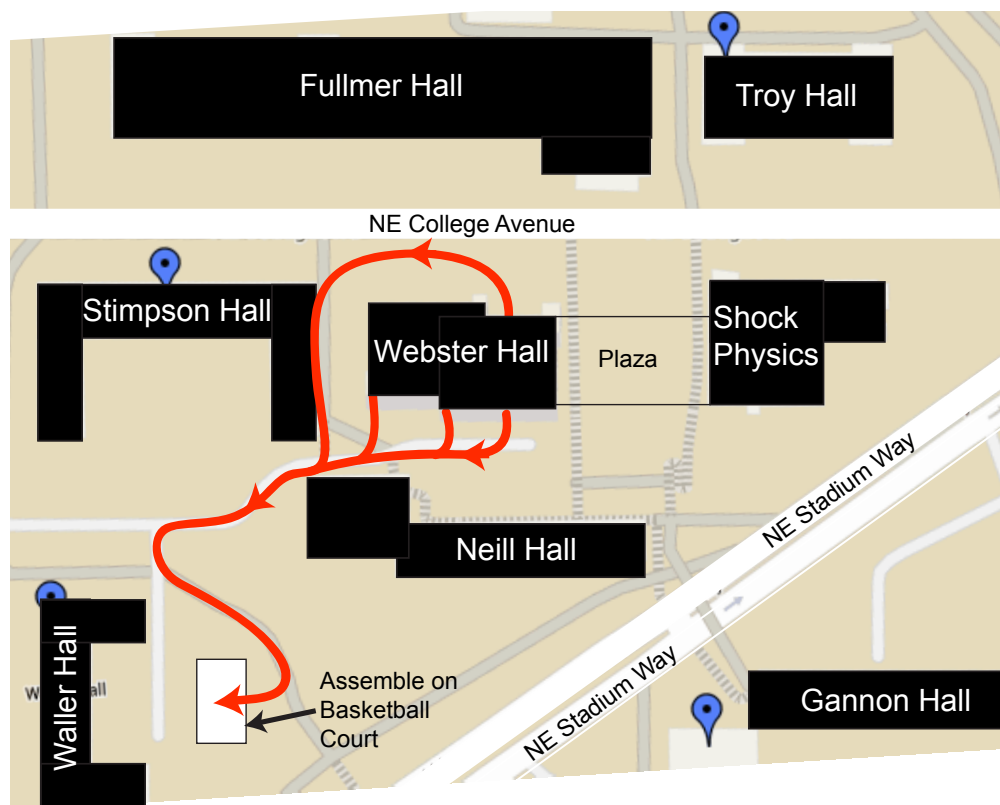 Fullmer Hall
Troy Hall
NE College Avenue
Stimpson Hall
Webster Hall
Plaza
Shock
Physics
NE Stadium Way
Neill Hall
Waller Hall
Assemble on
Basketball
Court
NE Stadium Way
Gannon Hall